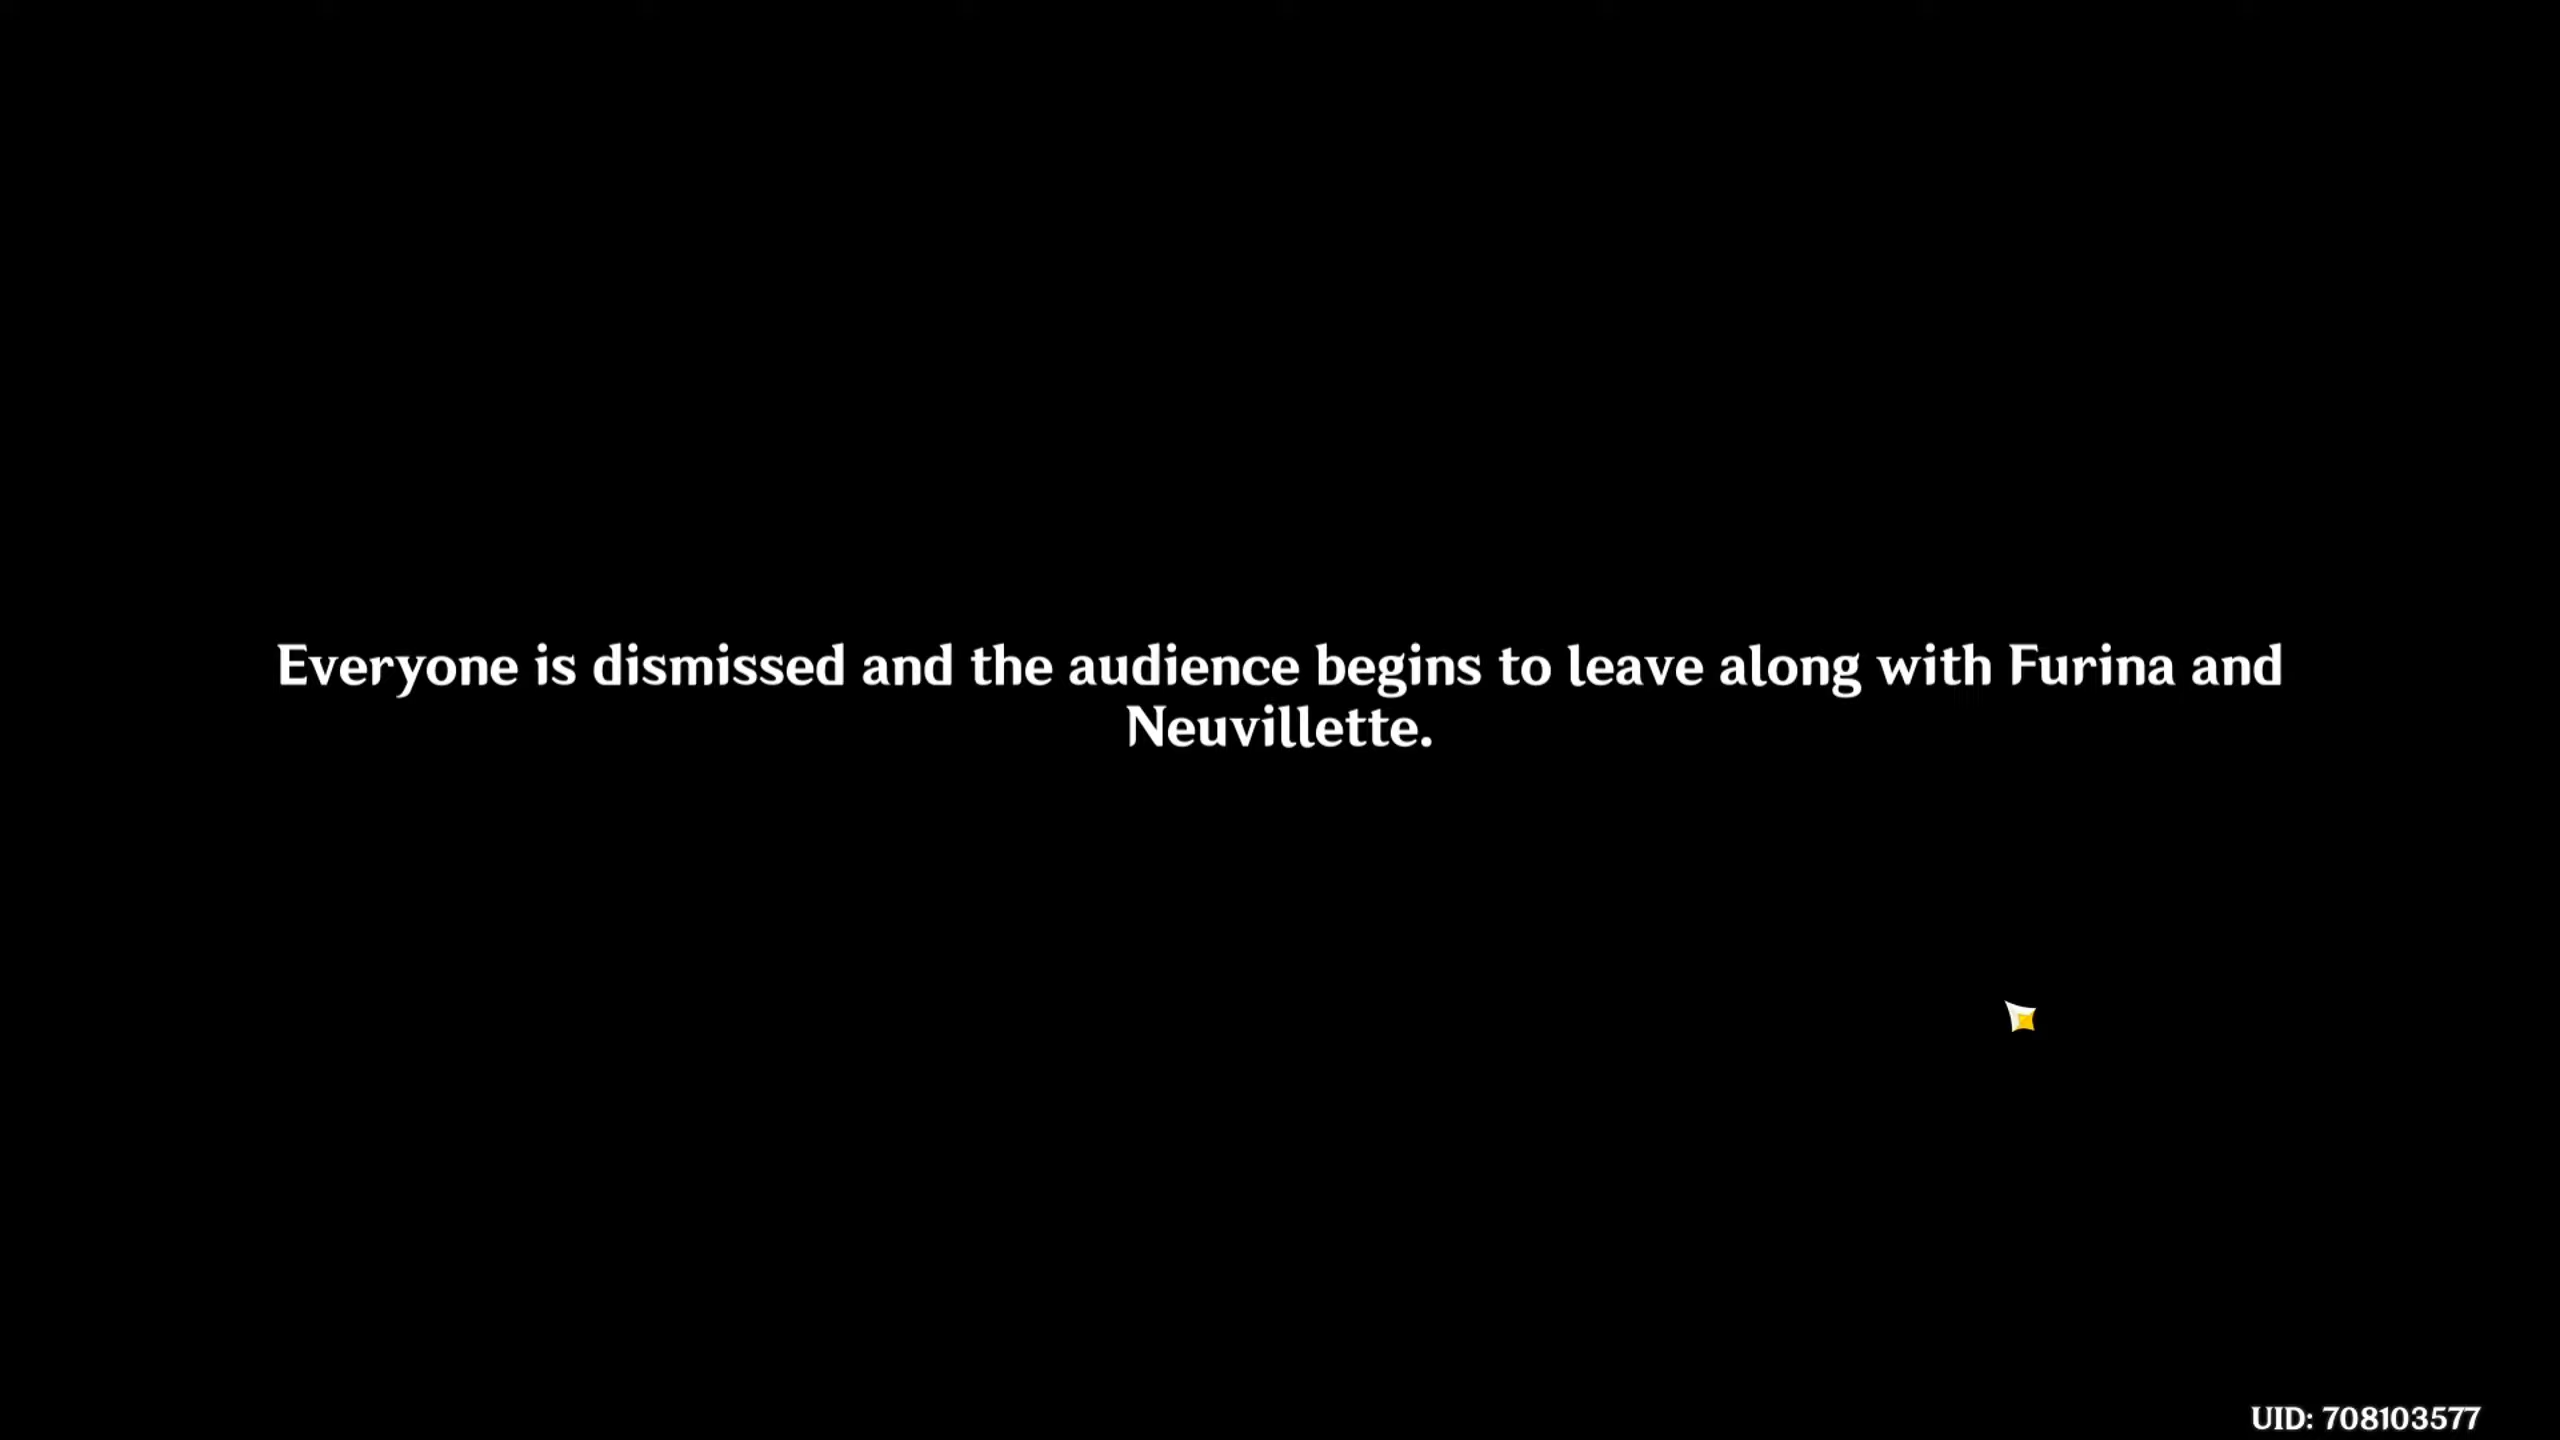 Everyone is dismissed and the audience begins to leave along with Furina and
Neuvillette.
UID: 708103577